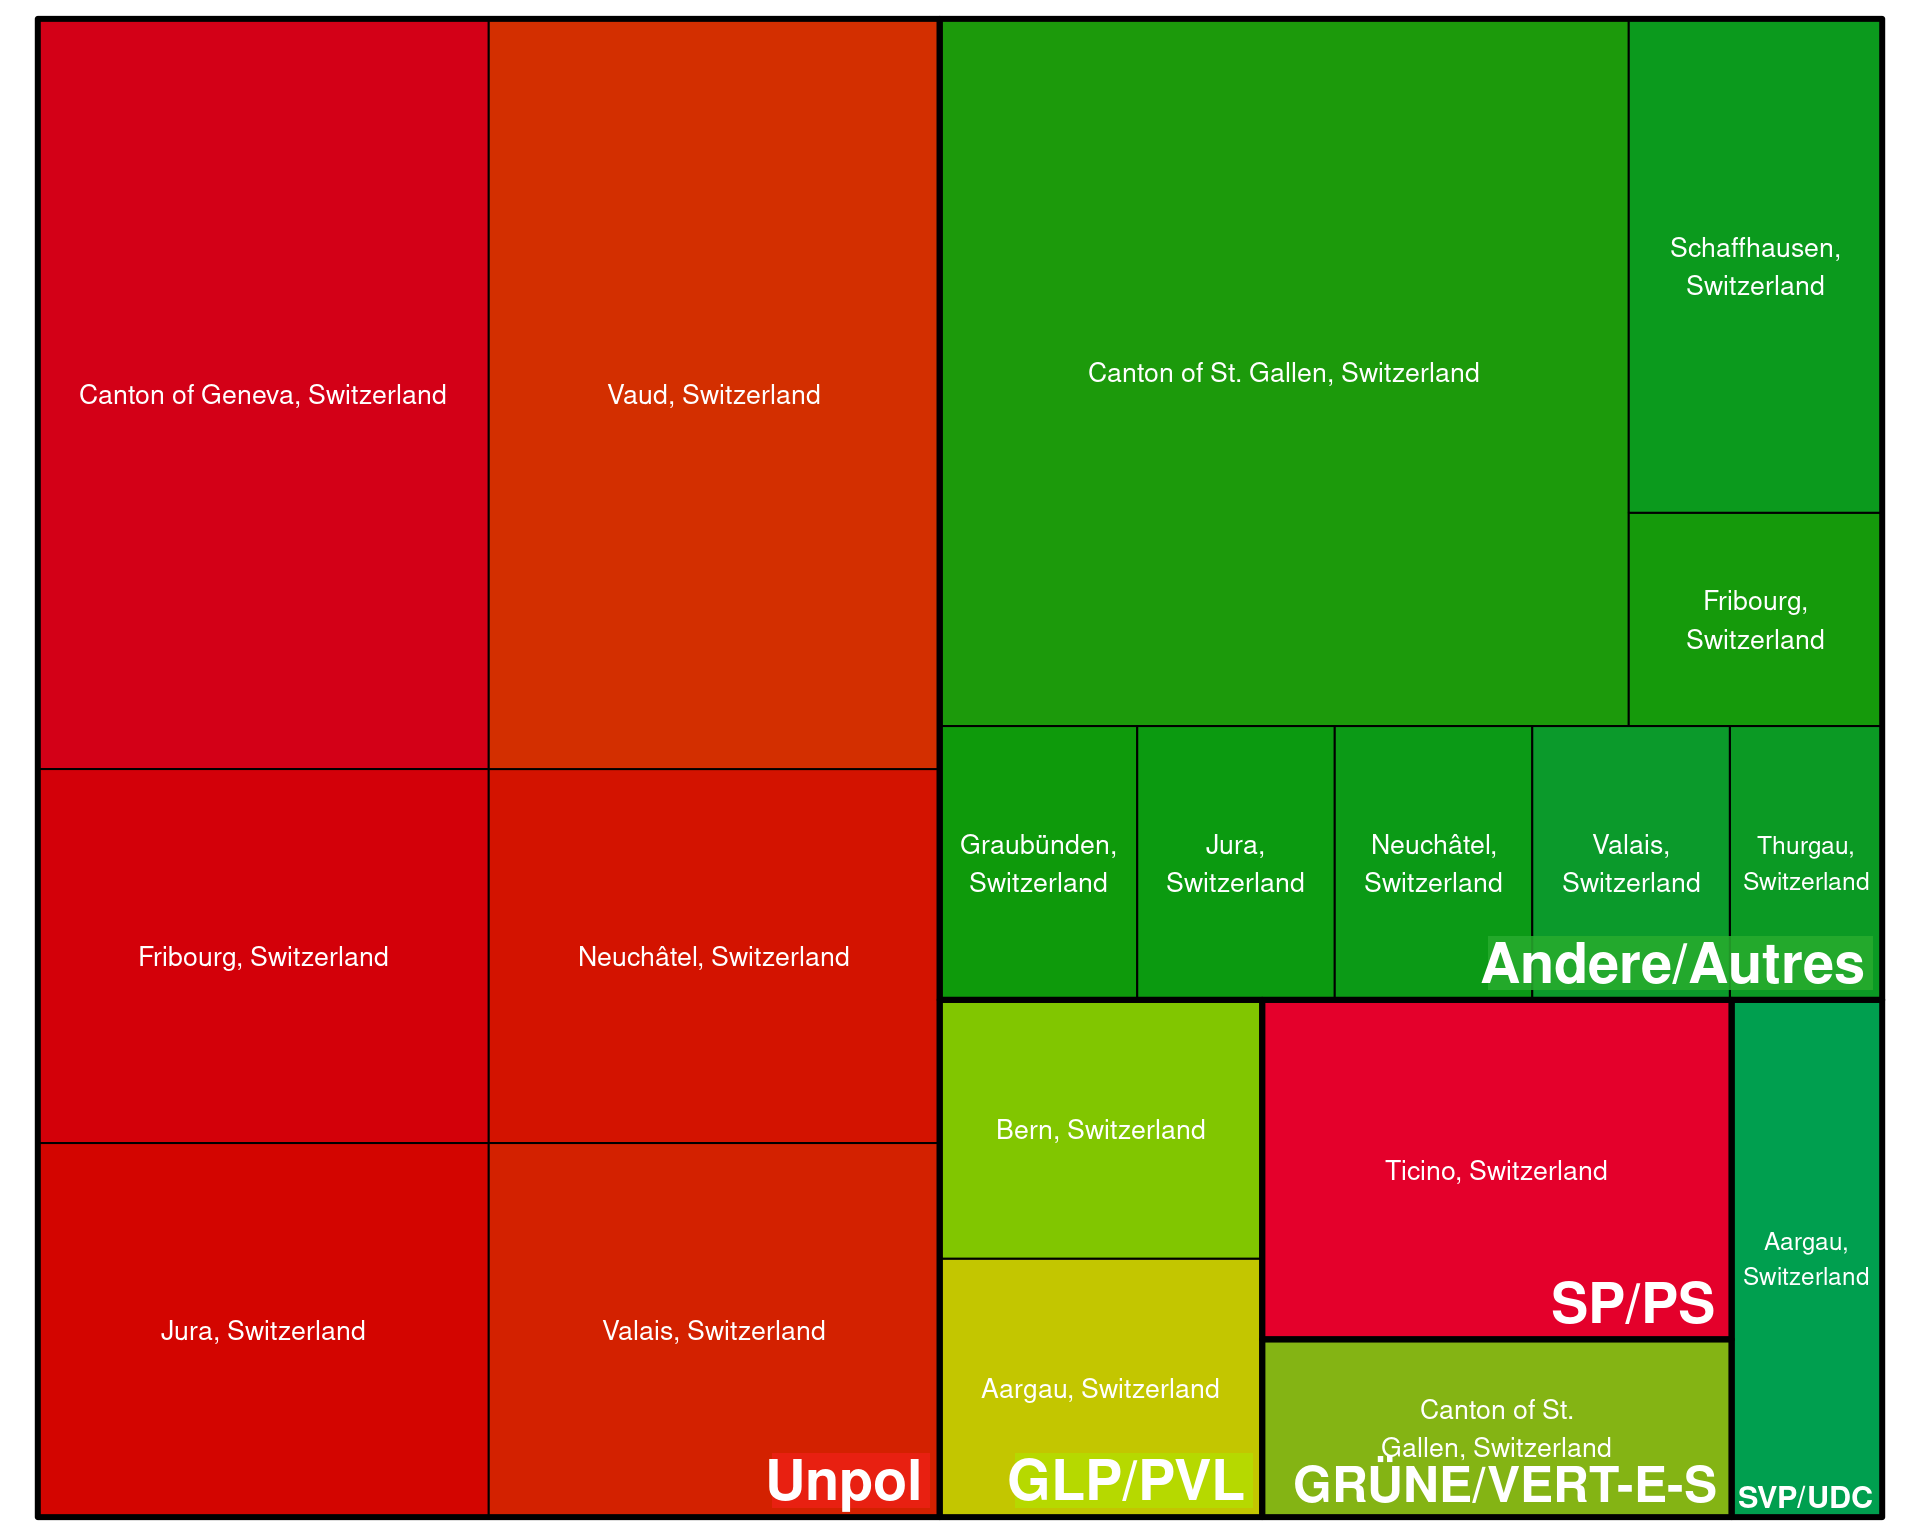 Canton of Geneva, Switzerland
Vaud, Switzerland
Fribourg, Switzerland
Neuchâtel, Switzerland
Jura, Switzerland
Valais, Switzerland
Unpol
Canton of St. Gallen, Switzerland
Schaffhausen,
Switzerland
Fribourg,
Switzerland
Graubünden,
Switzerland
Jura,
Switzerland
Neuchâtel,
Switzerland
Valais,
Switzerland
Thurgau,
Switzerland
Andere/Autres
Bern, Switzerland
Aargau, Switzerland
GLP/PVL
Ticino, Switzerland
SP/PS
Canton of St.
Gallen, Switzerland
GRÜNE/VERT-E-S
Aargau,
Switzerland
SVP/UDC